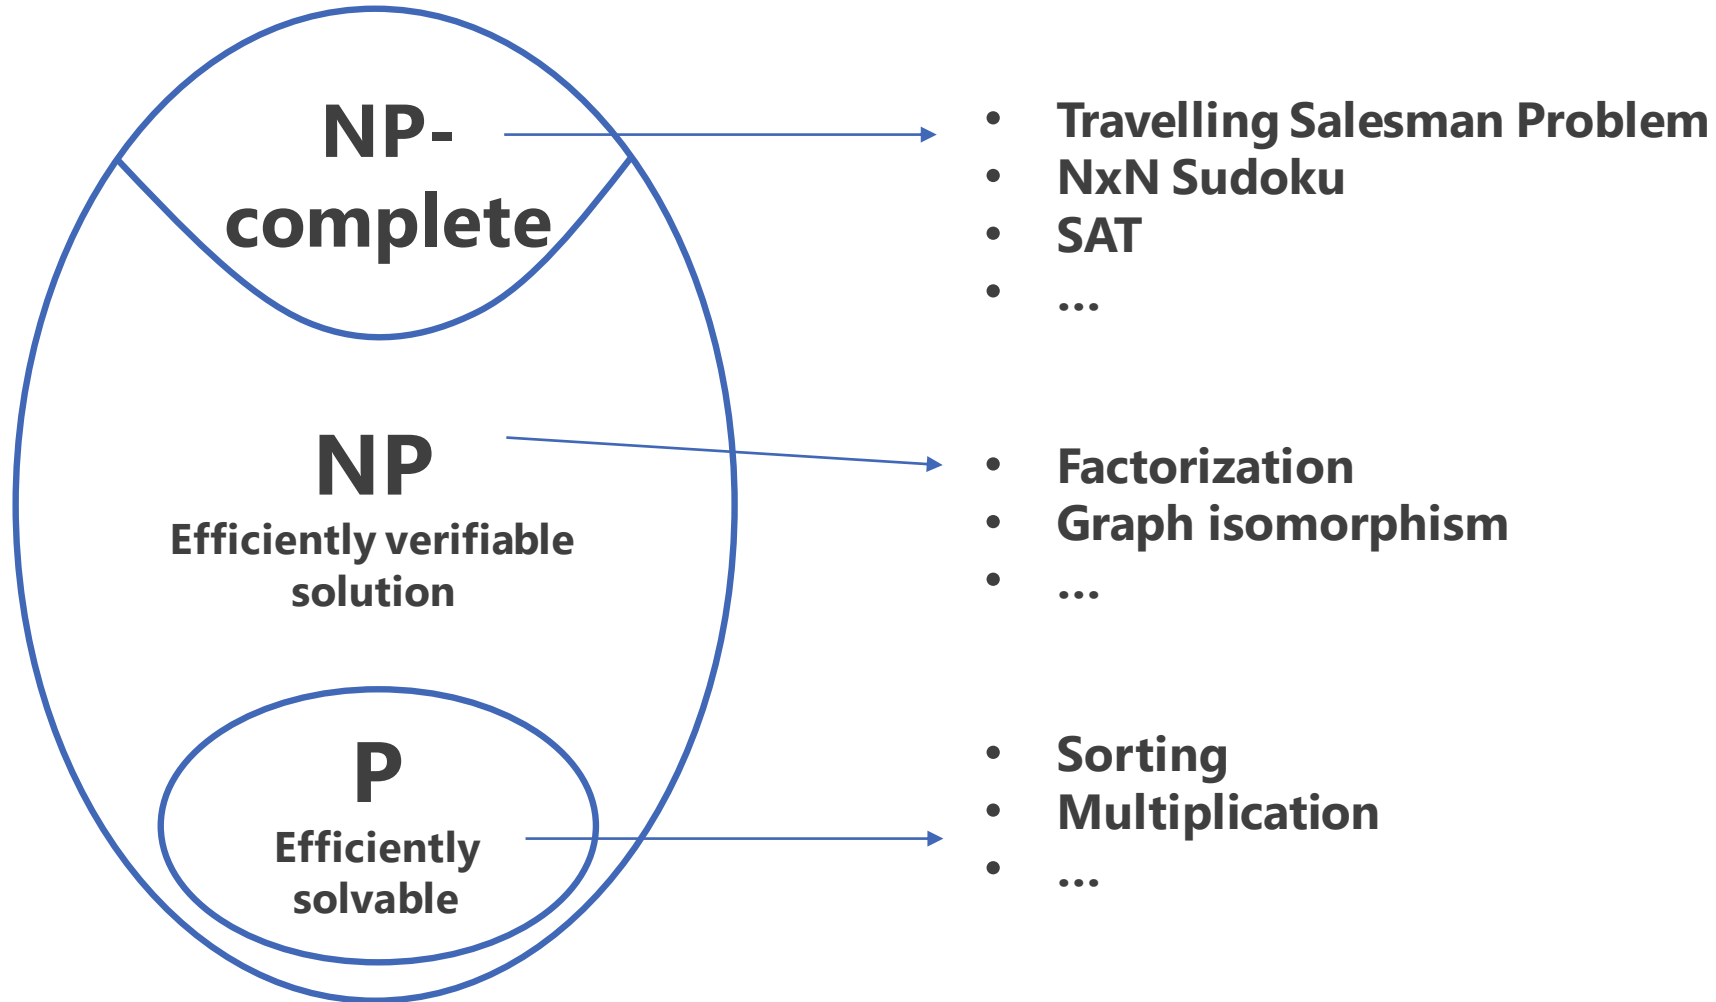 NP-
complete
• Travelling Salesman Problem
• NxN Sudoku
• SAT
• ...
NP
Efficiently verifiable
solution
• Factorization
• Graph isomorphism
• ...
P
Efficiently
solvable
• Sorting
• Multiplication
• ...